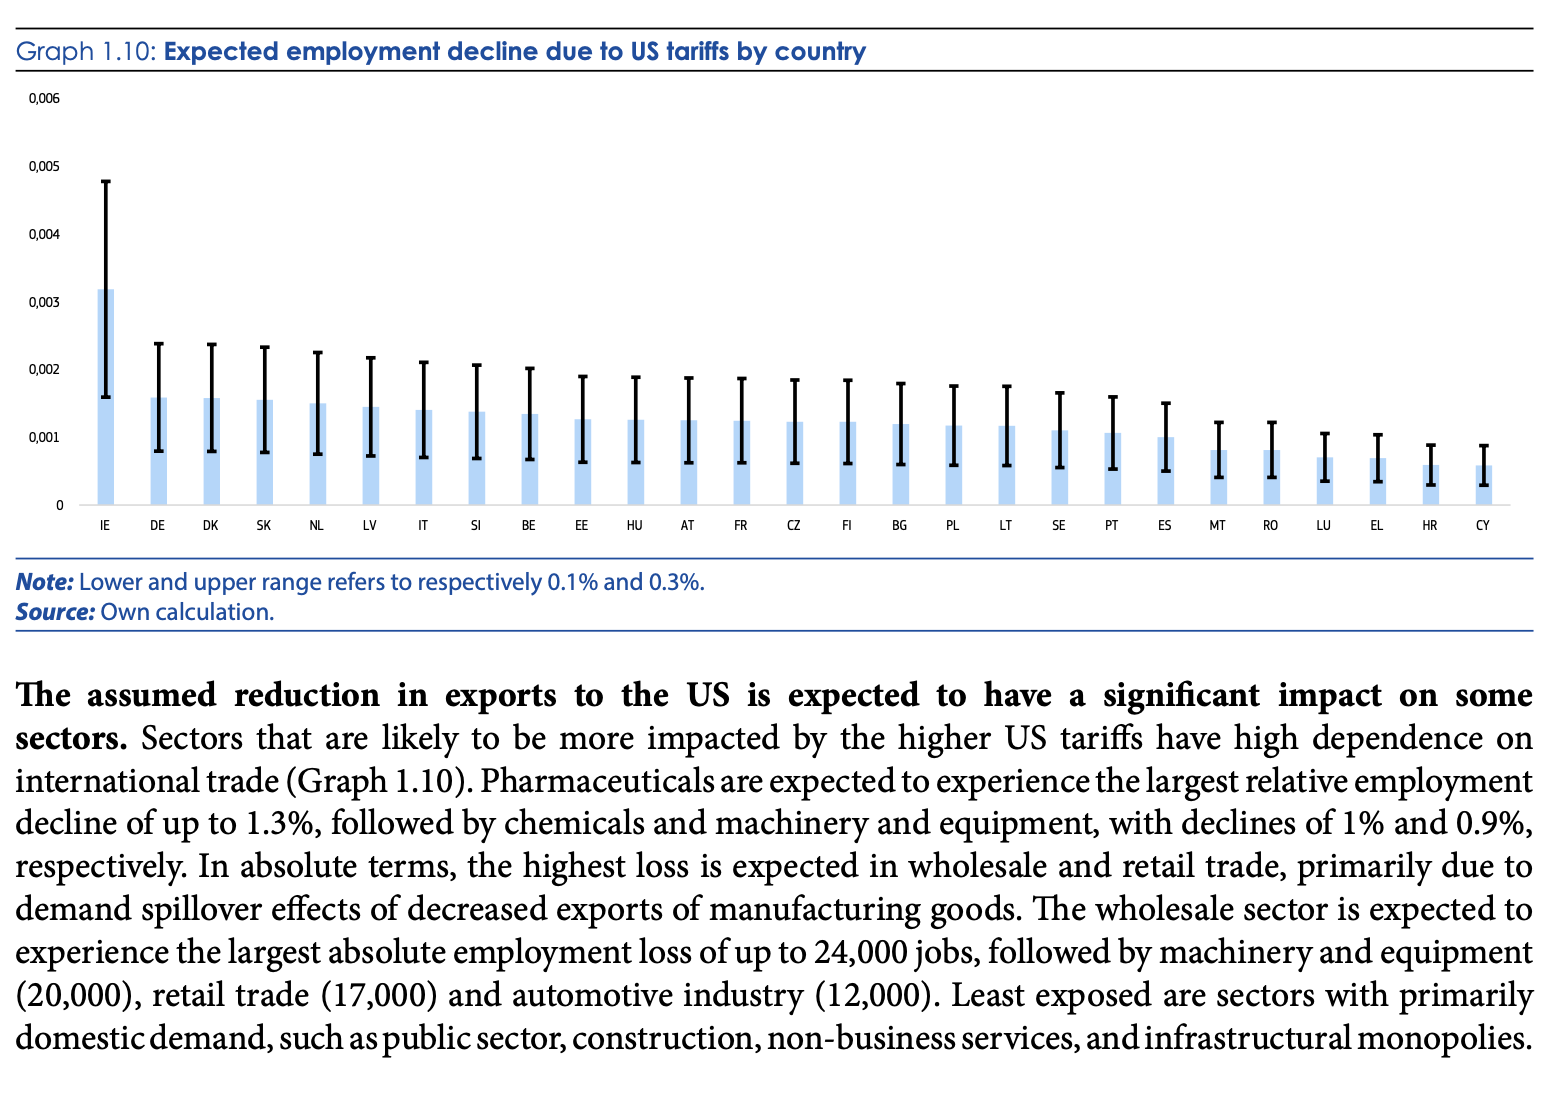 Graph 1.10: Expected employment decline due to US tariffs by country
0,006
0,005
0,004
0,003
0,002
0,001
0
IE DE DK SK NL LV IT SI BE EE HU AT FR CZ FI BG PL LT SE PT ES MT RO LU EL HR CY
Note: Lower and upper range refers to respectively 0.1% and 0.3%.
Source: Own calculation.
The assumed reduction in exports to the US is expected to have a significant impact on some
sectors. Sectors that are likely to be more impacted by the higher US tariffs have high dependence on
international trade (Graph 1.10). Pharmaceuticals are expected to experience the largest relative employment
decline of up to 1.3%, followed by chemicals and machinery and equipment, with declines of 1% and 0.9%,
respectively. In absolute terms, the highest loss is expected in wholesale and retail trade, primarily due to
demand spillover effects of decreased exports of manufacturing goods. The wholesale sector is expected to
experience the largest absolute employment loss of up to 24,000 jobs, followed by machinery and equipment
(20,000), retail trade (17,000) and automotive industry (12,000). Least exposed are sectors with primarily
domestic demand, such as public sector, construction, non-business services, and infrastructural monopolies.